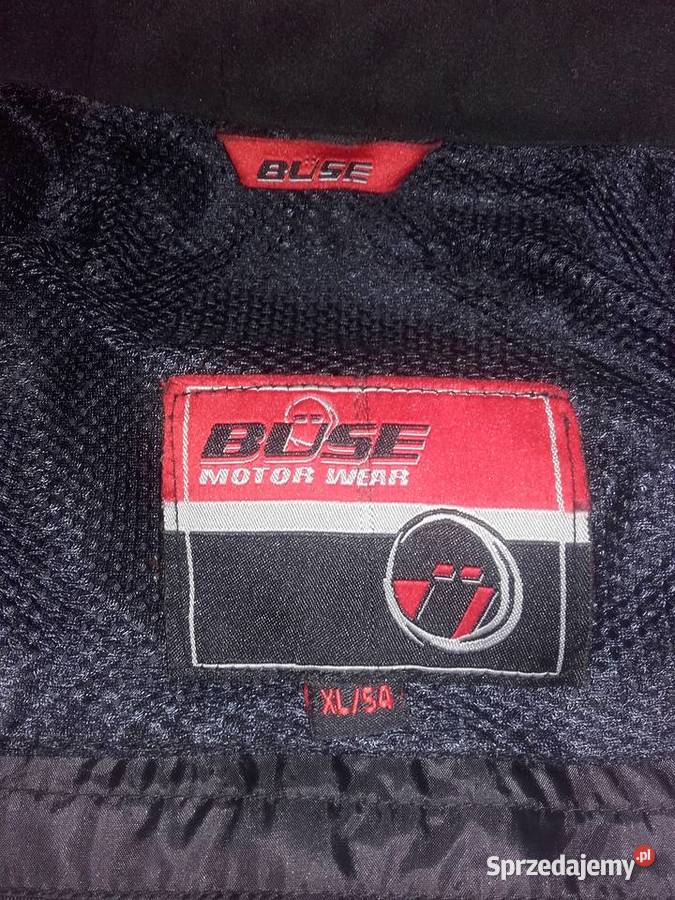 BÜSE
BÜSE
MOTOR WEAR
XL/54
Sprzedajemy.pl